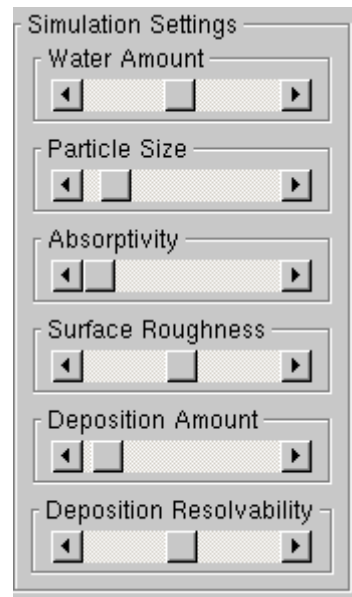 Simulation Settings
Water Amount
Particle Size
Absorptivity
Surface Roughness
Deposition Amount
Deposition Resolvability